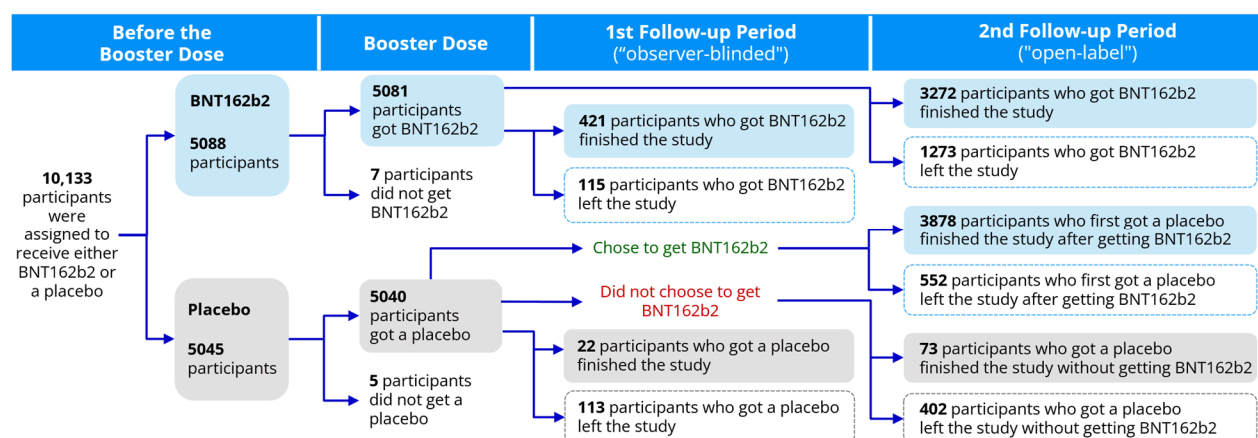 Before the
Booster Dose
Booster Dose
1st Follow-up Period
(“observer-blinded")
2nd Follow-up Period
("open-label")
10,133
participants
were
assigned to
receive either
BNT162b2 or
a placebo
BNT162b2
5088
participants
Placebo
5045
participants
5081
participants
got BNT162b2
7 participants
did not get
BNT162b2
5040
participants
got a placebo
5 participants
did not get a
placebo
421 participants who got BNT162b2
finished the study
115 participants who got BNT162b2
left the study
Chose to get BNT162b2
Did not choose to get
BNT162b2
22 participants who got a placebo
finished the study
113 participants who got a placebo
left the study
3272 participants who got BNT162b2
finished the study
1273 participants who got BNT162b2
left the study
3878 participants who first got a placebo
finished the study after getting BNT162b2
552 participants who first got a placebo
left the study after getting BNT162b2
73 participants who got a placebo
finished the study without getting BNT162b2
402 participants who got a placebo
left the study without getting BNT162b2